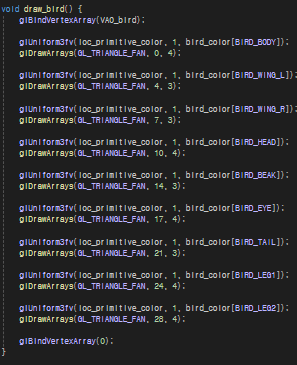 void draw_bird() {
glBindVertexArray(VAO_bird);
glUniform3fv(loc_primitive_color, 1, bird_color[BIRD_BODY]);
glDrawArrays(GL_TRIANGLE_FAN, 0, 4);
glUniform3fv(loc_primitive_color, 1, bird_color[BIRD_WING_L]);
glDrawArrays(GL_TRIANGLE_FAN, 4, 3);
glUniform3fv(loc_primitive_color, 1, bird_color[BIRD_WING_R]);
glDrawArrays(GL_TRIANGLE_FAN, 7, 3);
glUniform3fv(loc_primitive_color, 1, bird_color[BIRD_HEAD]);
glDrawArrays(GL_TRIANGLE_FAN, 10, 4);
glUniform3fv(loc_primitive_color, 1, bird_color[BIRD_BEAK]);
glDrawArrays(GL_TRIANGLE_FAN, 14, 3);
glUniform3fv(loc_primitive_color, 1, bird_color[BIRD_EYE]);
glDrawArrays(GL_TRIANGLE_FAN, 17, 4);
glUniform3fv(loc_primitive_color, 1, bird_color[BIRD_TAIL]);
glDrawArrays(GL_TRIANGLE_FAN, 21, 3);
glUniform3fv(loc_primitive_color, 1, bird_color[BIRD_LEG1]);
glDrawArrays(GL_TRIANGLE_FAN, 24, 4);
glUniform3fv(loc_primitive_color, 1, bird_color[BIRD_LEG2]);
glDrawArrays(GL_TRIANGLE_FAN, 28, 4);
glBindVertexArray(0);
}